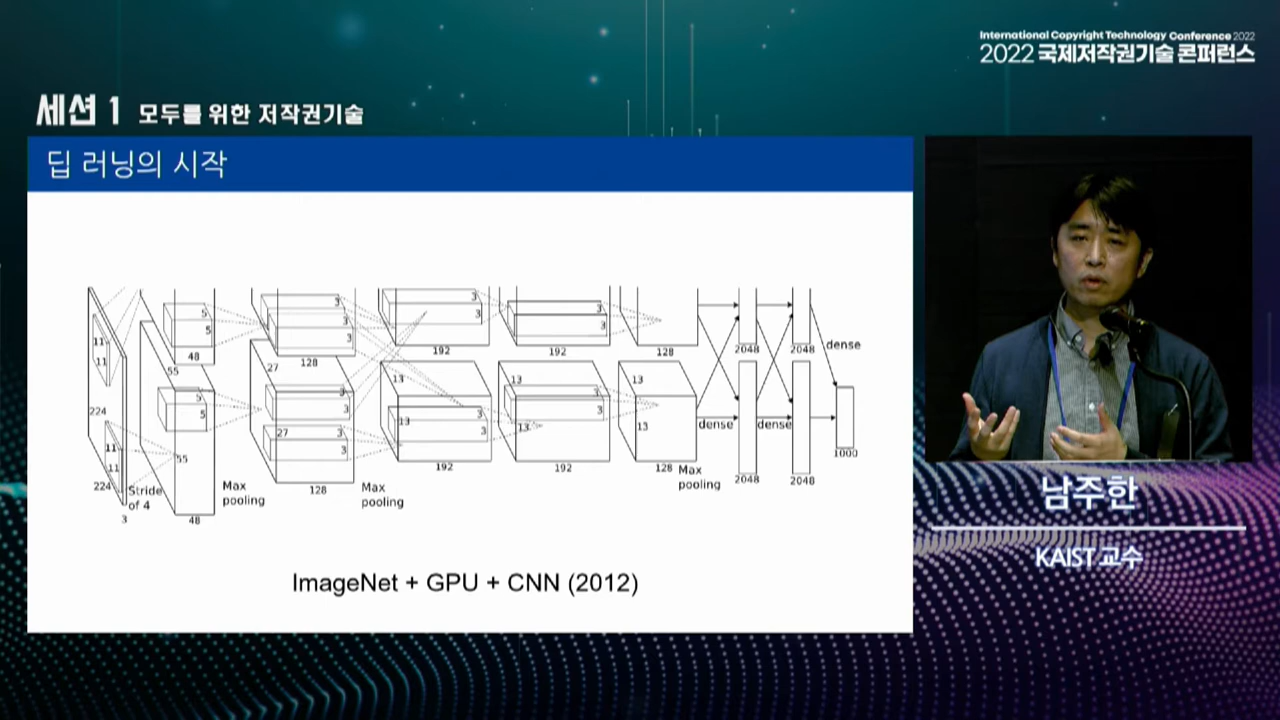 International Copyright Technology Conference 2022
2022 국제저작권기술 콘퍼런스
세션 1 모두를 위한 저작권기술
딥 러닝의 시작
11
11
224
11
11
224
3
Stride
of 4
5
5
48
55
5
5
55
48
Max
pooling
3
3
3
128
27
3
3
27
3
3
128
Max
pooling
3
3
192
13
3
3
13
192
3
3
192
13
3
3
13
192
128
13
13
128
Max
pooling
2048
2048
dense
dense
dense
2048
2048
1000
ImageNet + GPU + CNN (2012)
남주한
KAIST 교수